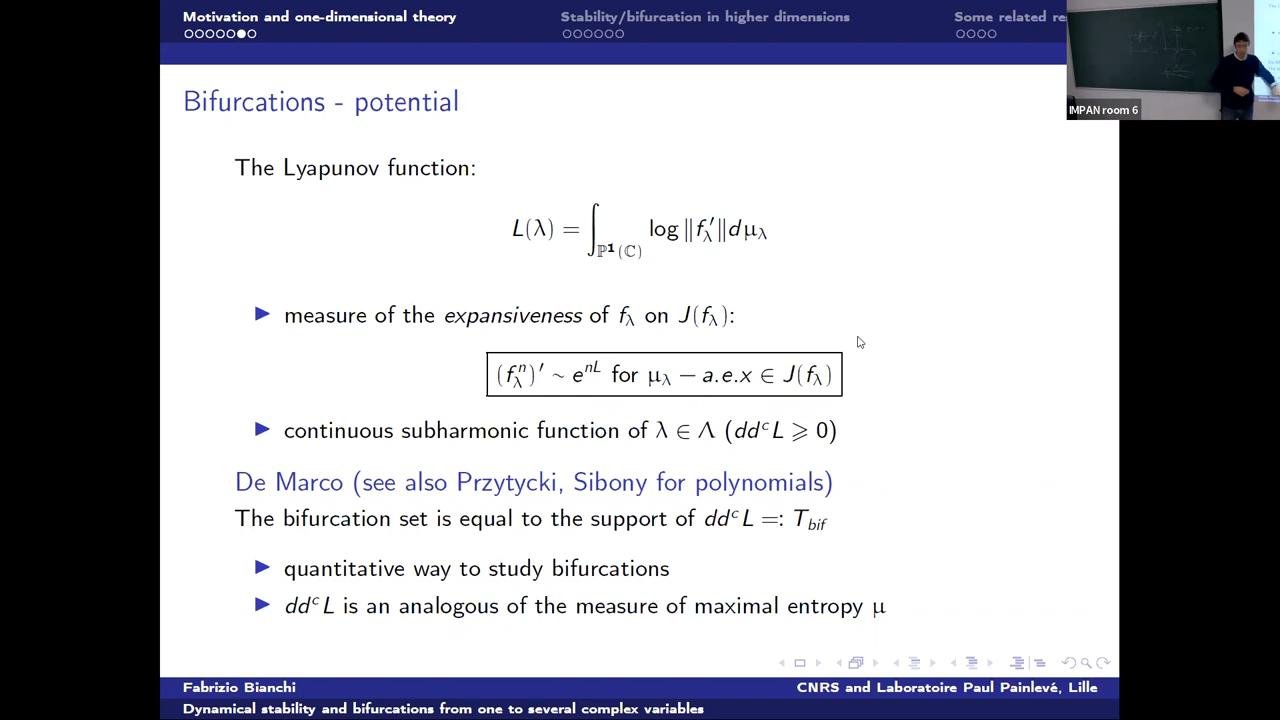 Motivation and one-dimensional theory
Stability/bifurcation in higher dimensions
Some related re
Bifurcations - potential
The Lyapunov function:
L(λ) = ∫_{ℙ¹(ℂ)} log ‖f′_λ‖ dμ_λ
measure of the expansiveness of f_λ on J(f_λ):
(f^n_λ)′ ∼ e^{nL} for μ_λ − a.e.x ∈ J(f_λ)
continuous subharmonic function of λ ∈ Λ (dd^c L ⩾ 0)
De Marco (see also Przytycki, Sibony for polynomials)
The bifurcation set is equal to the support of dd^c L =: T_bif
quantitative way to study bifurcations
dd^c L is an analogous of the measure of maximal entropy μ
Fabrizio Bianchi
CNRS and Laboratoire Paul Painlevé, Lille
Dynamical stability and bifurcations from one to several complex variables
IMPAN room 6